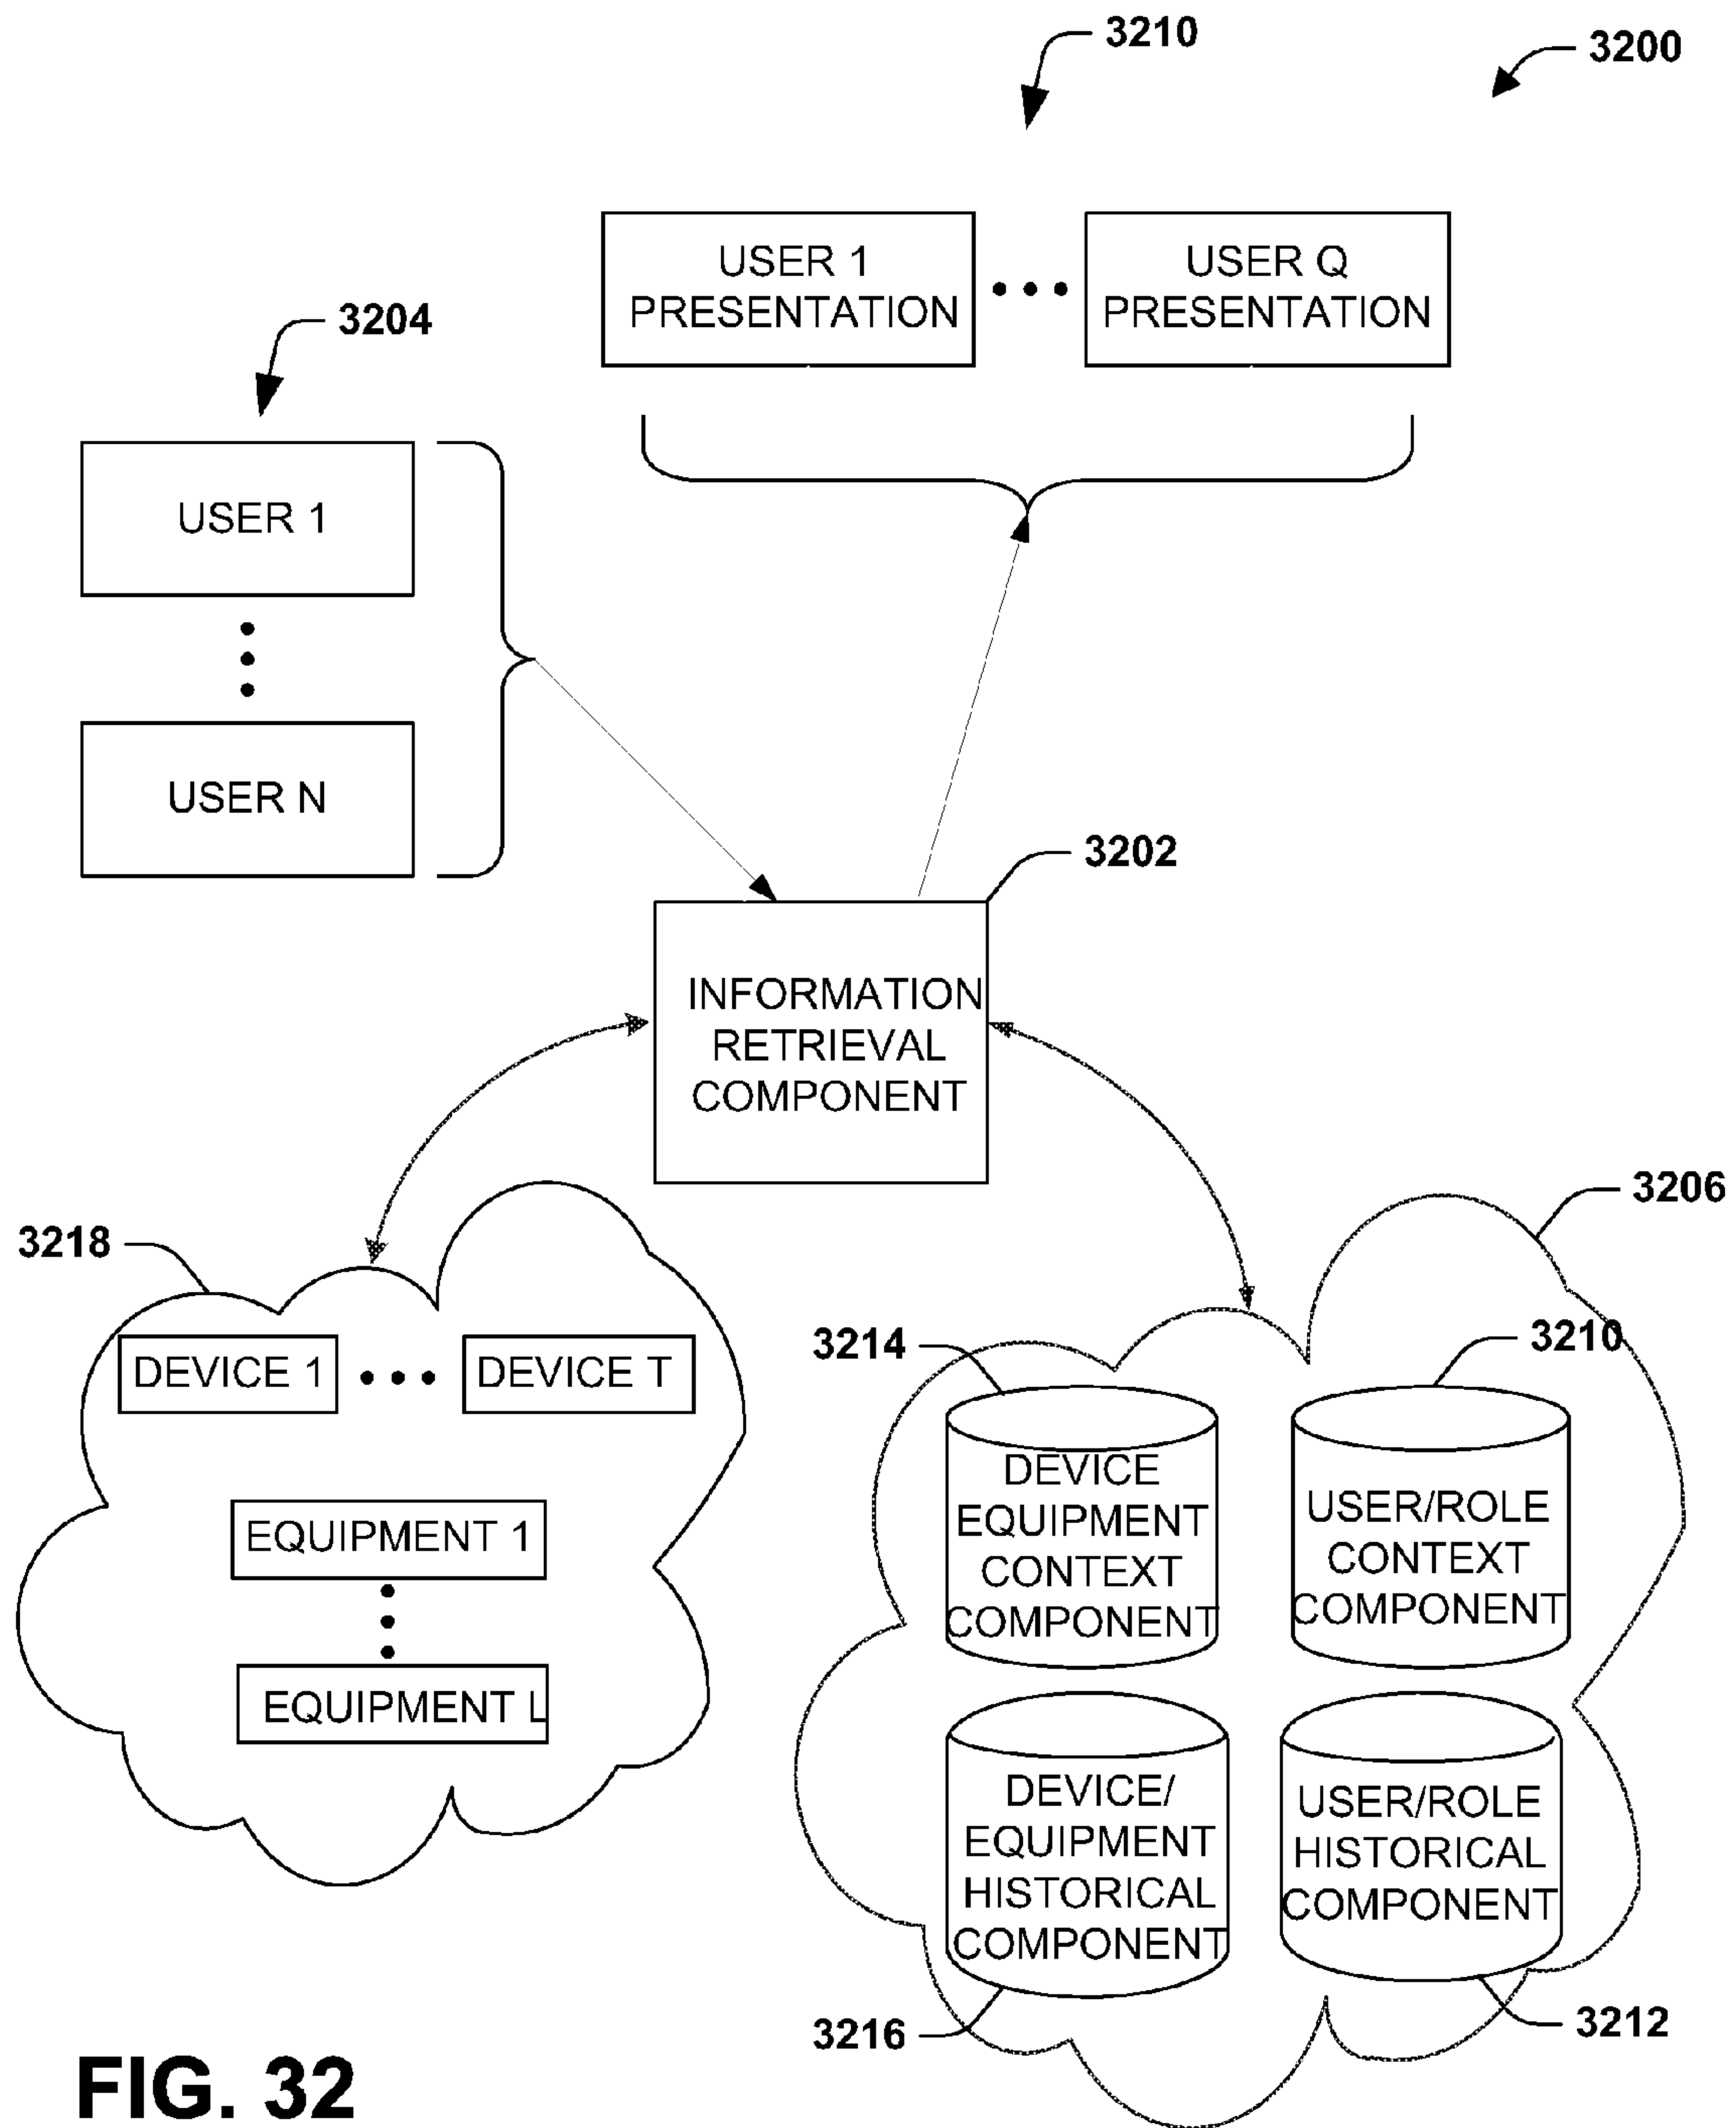 3210
3200
USER 1
PRESENTATION
USER Q
PRESENTATION
3204
USER 1
USER N
3202
INFORMATION
RETRIEVAL
COMPONENT
3206
3218
3214
3210
DEVICE 1
DEVICE T
EQUIPMENT 1
EQUIPMENT L
DEVICE
EQUIPMENT
CONTEXT
COMPONENT
USER/ROLE
CONTEXT
COMPONENT
DEVICE/
EQUIPMENT
HISTORICAL
COMPONENT
USER/ROLE
HISTORICAL
COMPONENT
3216
3212
FIG. 32